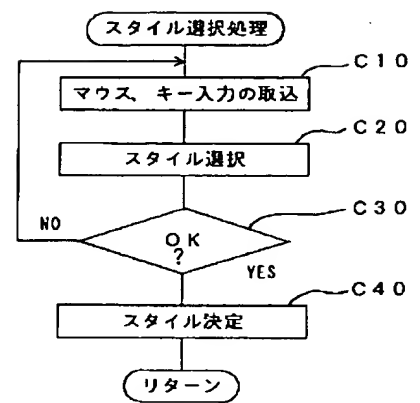 スタイル選択処理
C10
マウス、キー入力の取込
C20
スタイル選択
C30
NO
OK
?
YES
C40
スタイル決定
リターン